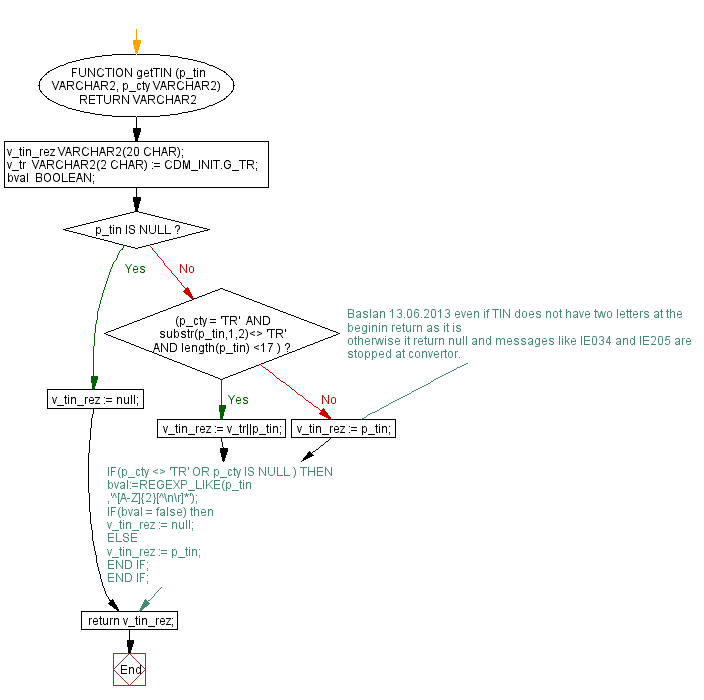 FUNCTION getTIN (p_tin
VARCHAR2, p_cty VARCHAR2)
RETURN VARCHAR2
v_tin_rez VARCHAR2(20 CHAR);
v_tr VARCHAR2(2 CHAR) := CDM_INIT.G_TR;
bval BOOLEAN;
p_tin IS NULL ?
Yes
No
(p_cty = 'TR' AND
substr(p_tin,1,2)<> 'TR'
AND length(p_tin) <17 ) ?
Baslan 13.06.2013 even if TIN does not have two letters at the
beginin return as it is
otherwise it return null and messages like IE034 and IE205 are
stopped at convertor.
v_tin_rez := null;
Yes
No
v_tin_rez := v_tr||p_tin;
v_tin_rez := p_tin;
IF(p_cty <> 'TR' OR p_cty IS NULL ) THEN
bval:=REGEXP_LIKE(p_tin
,'^[A-Z]{2}[^\n\r]*');
IF(bval = false) then
v_tin_rez := null;
ELSE
v_tin_rez := p_tin;
END IF;
END IF;
return v_tin_rez;
End